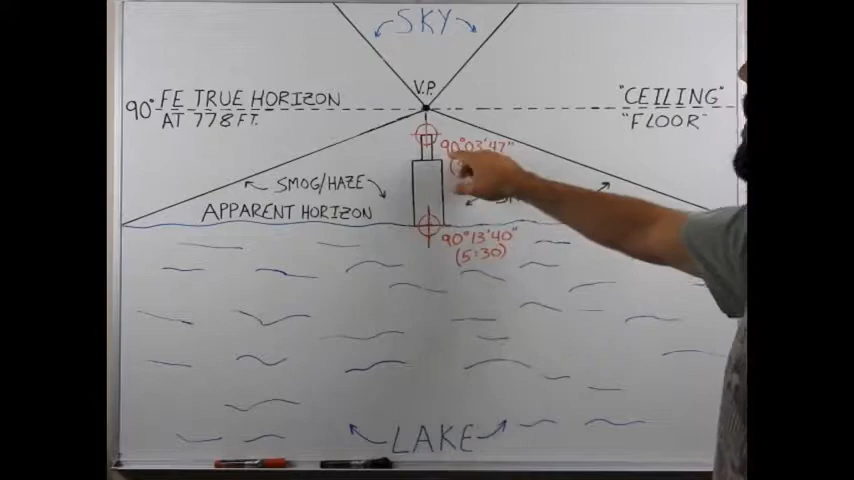 SKY
V.P.
90° FE TRUE HORIZON
AT 778 FT.
"CEILING"
"FLOOR"
90°03'47"
SMOG/HAZE
APPARENT HORIZON
90°13'40"
(5:30)
LAKE